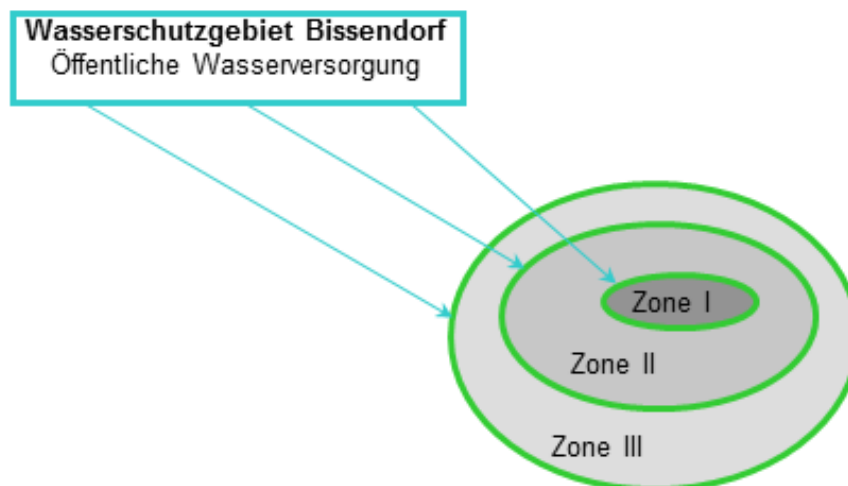 Wasserschutzgebiet Bissendorf
Öffentliche Wasserversorgung
Zone I
Zone II
Zone III